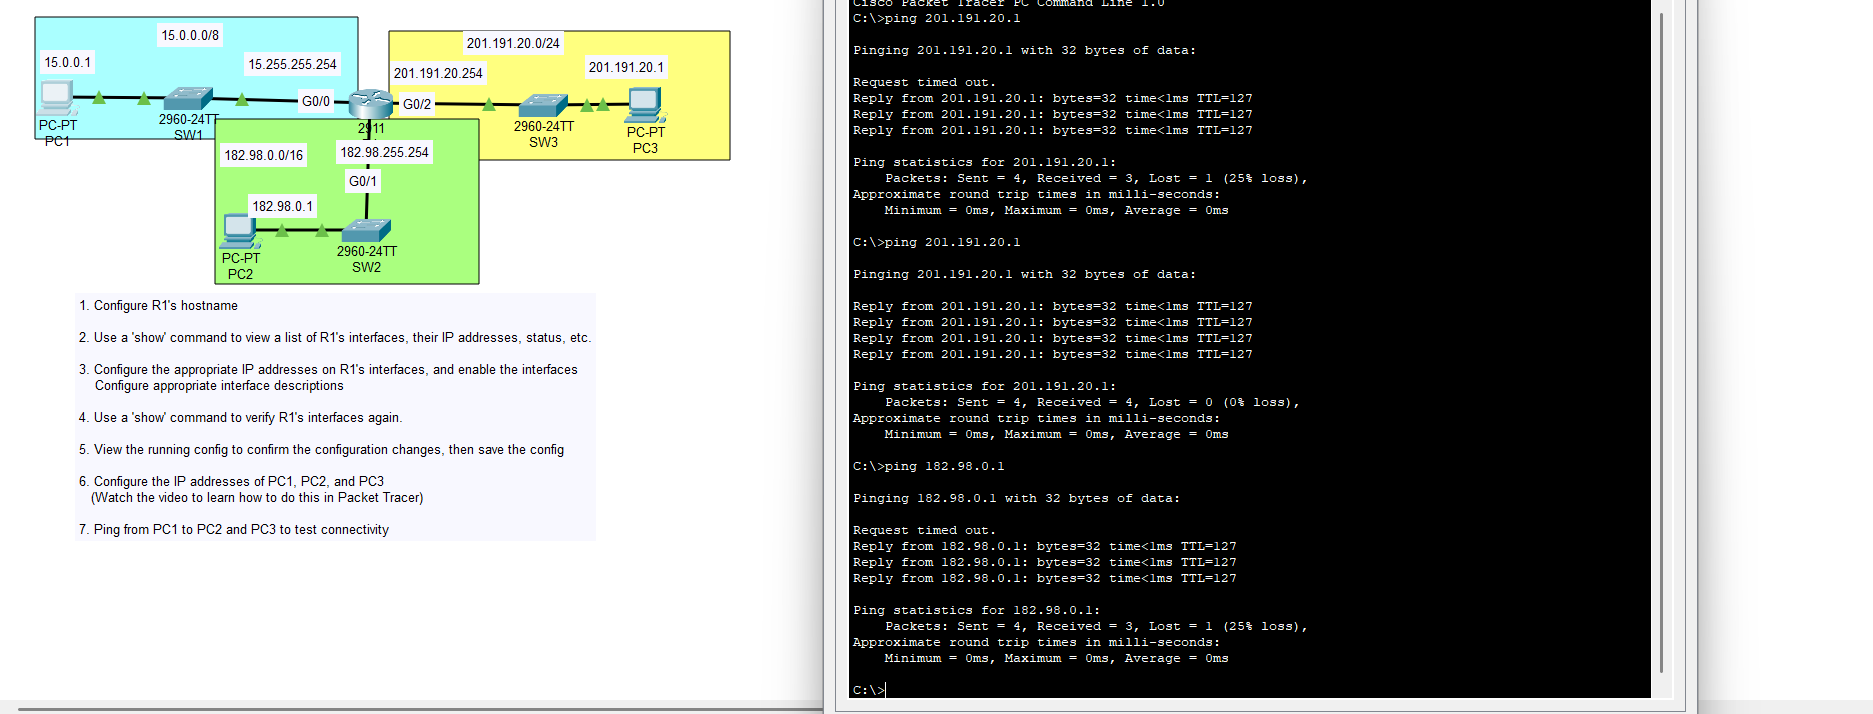 15.0.0.0/8
15.0.0.1
15.255.255.254
G0/0
PC-PT
PC1
2960-24TT
SW1
2911
201.191.20.0/24
201.191.20.254
201.191.20.1
G0/2
2960-24TT
SW3
PC-PT
PC3
182.98.0.0/16
182.98.255.254
G0/1
182.98.0.1
PC-PT
PC2
2960-24TT
SW2
1. Configure R1's hostname
2. Use a 'show' command to view a list of R1's interfaces, their IP addresses, status, etc.
3. Configure the appropriate IP addresses on R1's interfaces, and enable the interfaces
Configure appropriate interface descriptions
4. Use a 'show' command to verify R1's interfaces again.
5. View the running config to confirm the configuration changes, then save the config
6. Configure the IP addresses of PC1, PC2, and PC3
(Watch the video to learn how to do this in Packet Tracer)
7. Ping from PC1 to PC2 and PC3 to test connectivity
Cisco Packet Tracer PC Command Line 1.0
C:\>ping 201.191.20.1
Pinging 201.191.20.1 with 32 bytes of data:
Request timed out.
Reply from 201.191.20.1: bytes=32 time<1ms TTL=127
Reply from 201.191.20.1: bytes=32 time<1ms TTL=127
Reply from 201.191.20.1: bytes=32 time<1ms TTL=127
Ping statistics for 201.191.20.1:
Packets: Sent = 4, Received = 3, Lost = 1 (25% loss),
Approximate round trip times in milli-seconds:
Minimum = 0ms, Maximum = 0ms, Average = 0ms
C:\>ping 201.191.20.1
Pinging 201.191.20.1 with 32 bytes of data:
Reply from 201.191.20.1: bytes=32 time<1ms TTL=127
Reply from 201.191.20.1: bytes=32 time<1ms TTL=127
Reply from 201.191.20.1: bytes=32 time<1ms TTL=127
Reply from 201.191.20.1: bytes=32 time<1ms TTL=127
Ping statistics for 201.191.20.1:
Packets: Sent = 4, Received = 4, Lost = 0 (0% loss),
Approximate round trip times in milli-seconds:
Minimum = 0ms, Maximum = 0ms, Average = 0ms
C:\>ping 182.98.0.1
Pinging 182.98.0.1 with 32 bytes of data:
Request timed out.
Reply from 182.98.0.1: bytes=32 time<1ms TTL=127
Reply from 182.98.0.1: bytes=32 time<1ms TTL=127
Reply from 182.98.0.1: bytes=32 time<1ms TTL=127
Ping statistics for 182.98.0.1:
Packets: Sent = 4, Received = 3, Lost = 1 (25% loss),
Approximate round trip times in milli-seconds:
Minimum = 0ms, Maximum = 0ms, Average = 0ms
C:\>